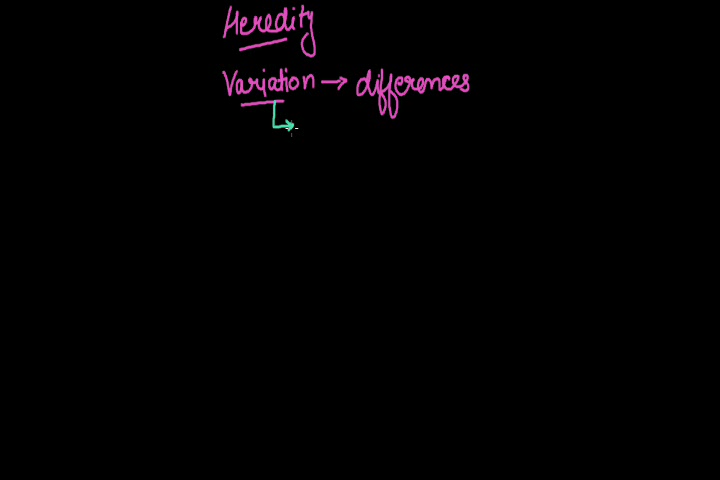 Heredity
Variation → differences